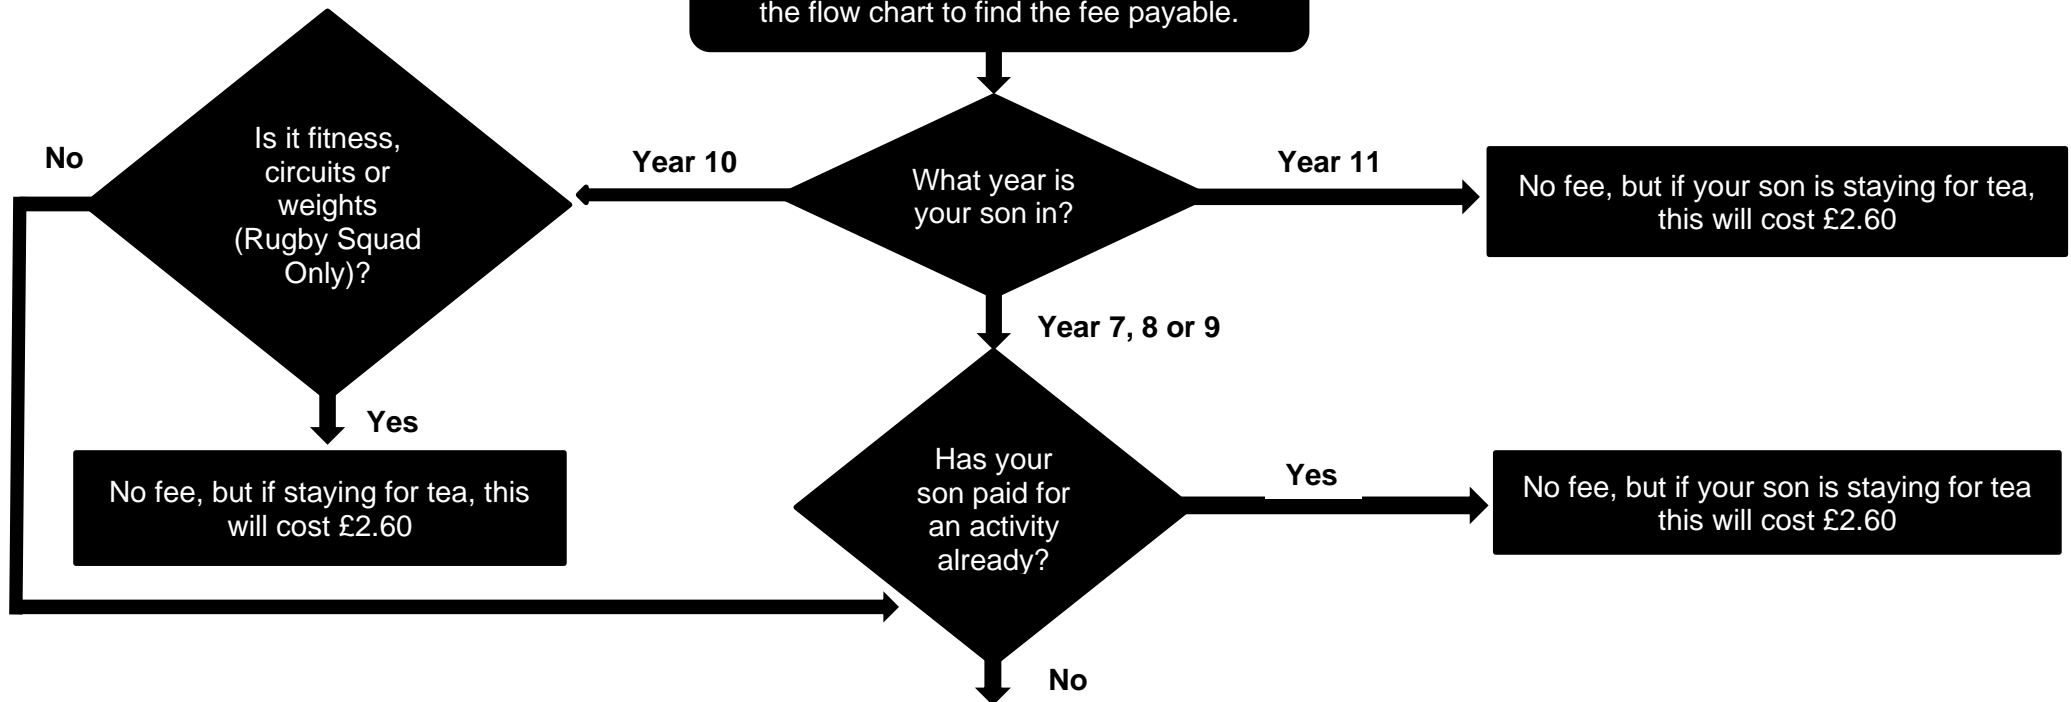 the flow chart to find the fee payable.
What year is
your son in?
Year 10
Year 11
No fee, but if your son is staying for tea,
this will cost £2.60
Is it fitness,
circuits or
weights
(Rugby Squad
Only)?
No
Yes
No fee, but if staying for tea, this
will cost £2.60
Year 7, 8 or 9
Has your
son paid for
an activity
already?
Yes
No fee, but if your son is staying for tea
this will cost £2.60
No